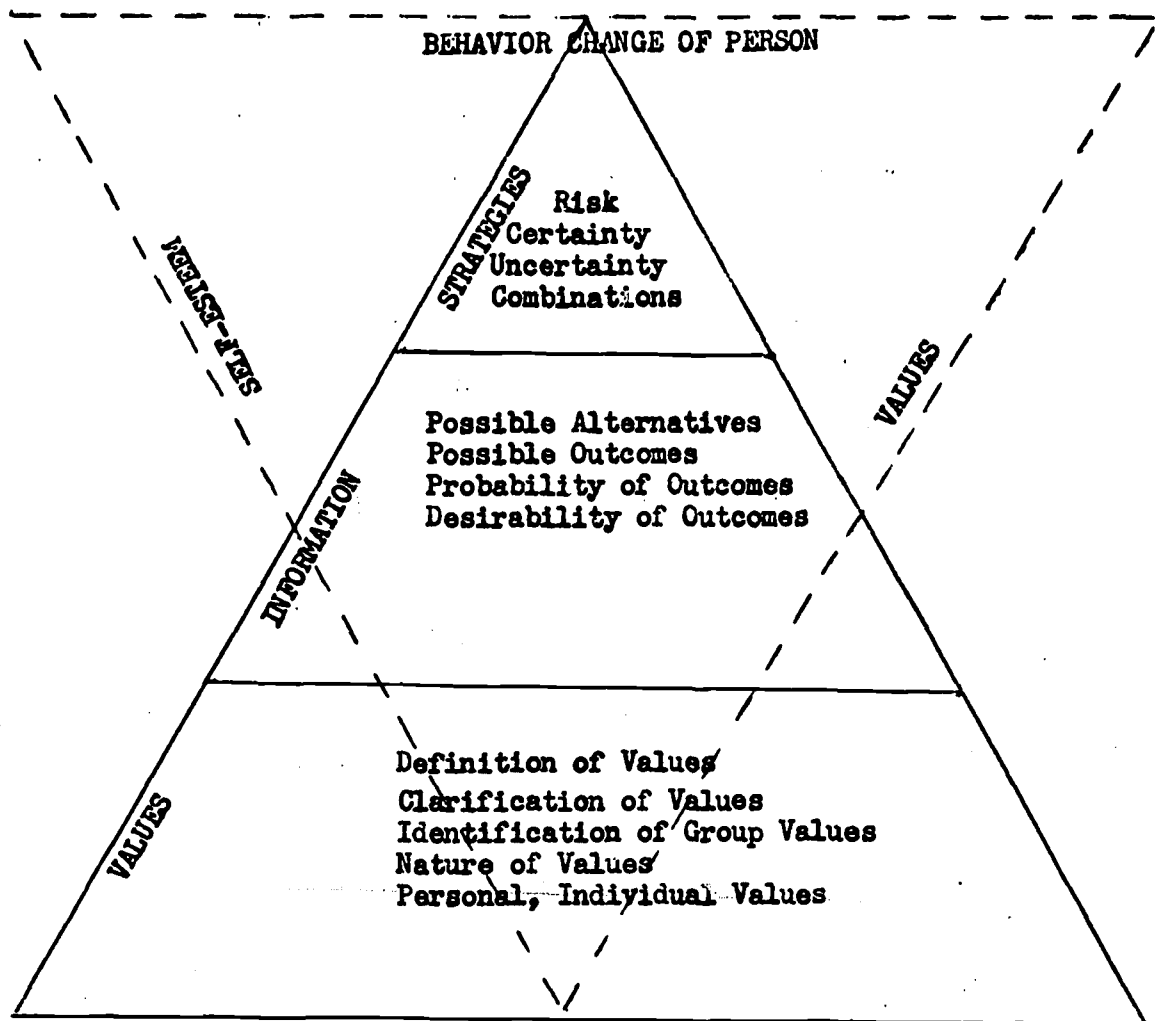 BEHAVIOR CHANGE OF PERSON
STRATEGIES
Risk
Certainty
Uncertainty
Combinations
SELF-ESTEEM
VALUES
INFORMATION
Possible Alternatives
Possible Outcomes
Probability of Outcomes
Desirability of Outcomes
VALUES
Definition of Values
Clarification of Values
Identification of Group Values
Nature of Values
Personal, Individual Values